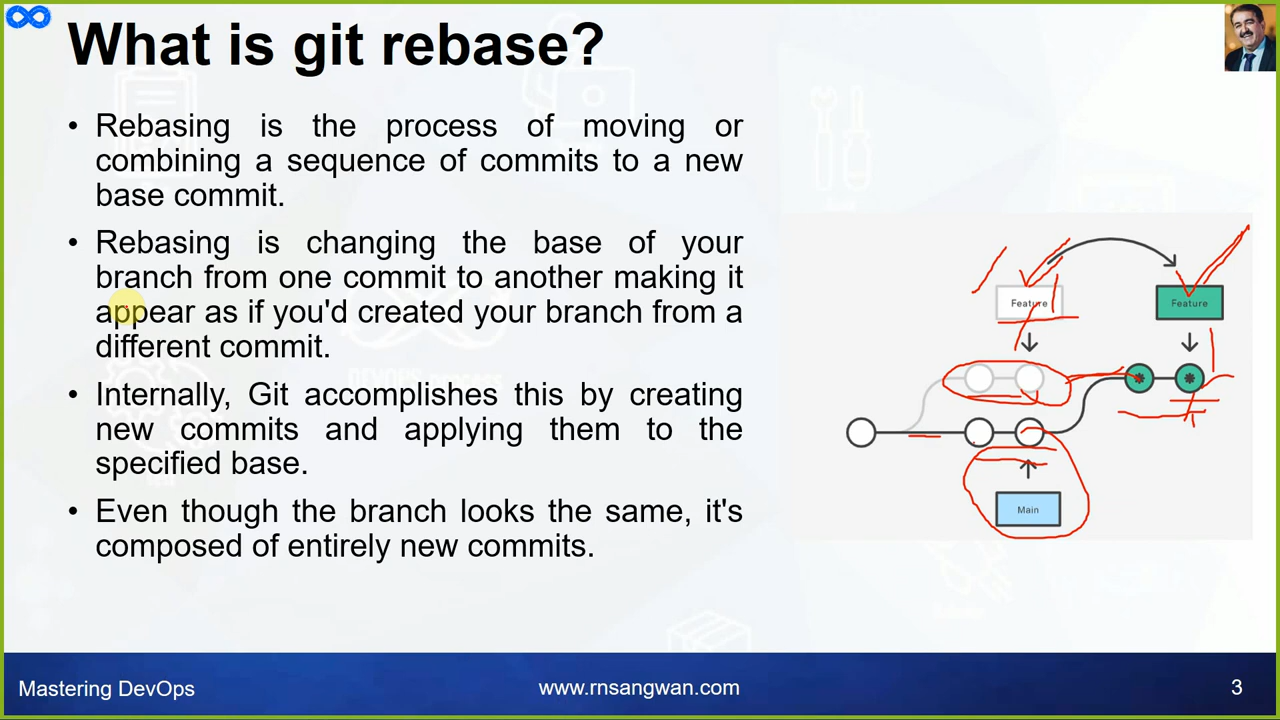 What is git rebase?
• Rebasing is the process of moving or
combining a sequence of commits to a new
base commit.
• Rebasing is changing the base of your
branch from one commit to another making it
appear as if you'd created your branch from a
different commit.
• Internally, Git accomplishes this by creating
new commits and applying them to the
specified base.
• Even though the branch looks the same, it's
composed of entirely new commits.
Feature
Feature
Main
Mastering DevOps
www.rnsangwan.com
3